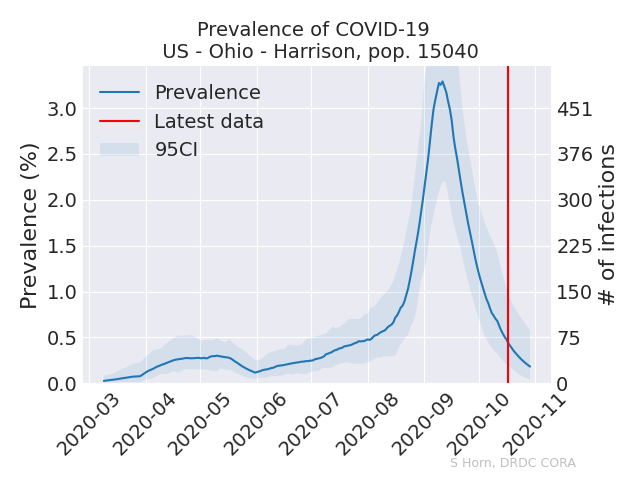 Prevalence of COVID-19
US - Ohio - Harrison, pop. 15040
Prevalence
Latest data
95CI
Prevalence (%)
3.0
2.5
2.0
1.5
1.0
0.5
0.0
451
376
300
225
150
75
0
# of infections
2020-03
2020-04
2020-05
2020-06
2020-07
2020-08
2020-09
2020-10
2020-11
S Horn, DRDC CORA